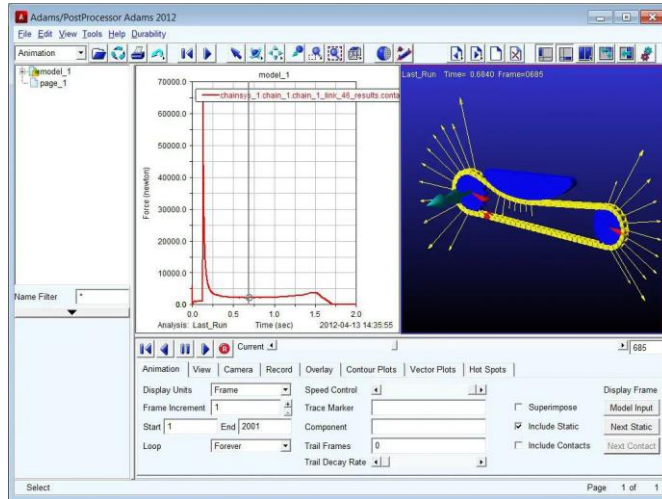 Adams/PostProcessor Adams 2012
File Edit View Tools Help Durability
Animation
model_1
page_1
Name Filter *
model_1
chainsys_1.chain_1.chain_1_link_46_results.conta
Force (newton)
70000.0
60000.0
50000.0
40000.0
30000.0
20000.0
10000.0
0.0
0.0 0.5 1.0 1.5 2.0
Analysis: Last_Run Time (sec) 2012-04-13 14:35:55
Last_Run Time= 0.6840 Frame=0685
Current 685
Animation View Camera Record Overlay Contour Plots Vector Plots Hot Spots
Display Units Frame Speed Control Display Frame
Frame Increment 1 Trace Marker Superimpose Model Input
Start 1 End 2001 Component Include Static Next Static
Loop Forever Trail Frames 0 Include Contacts Next Contact
Trail Decay Rate
Select Page 1 of 1